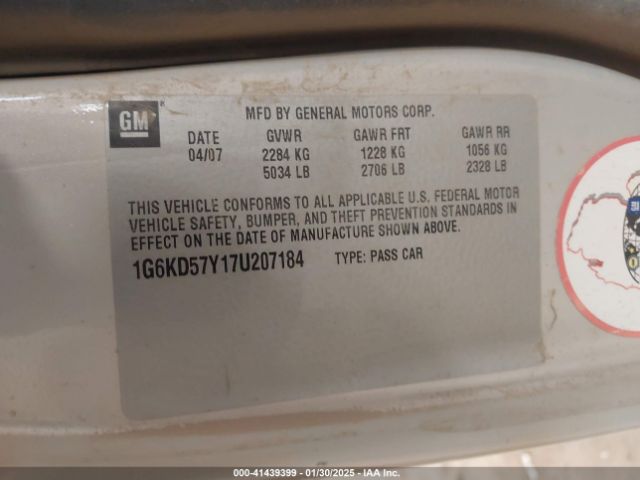 GM
MFD BY GENERAL MOTORS CORP.
DATE GVWR GAWR FRT GAWR RR
04/07 2284 KG 1228 KG 1056 KG
5034 LB 2706 LB 2328 LB
THIS VEHICLE CONFORMS TO ALL APPLICABLE U.S. FEDERAL MOTOR
VEHICLE SAFETY, BUMPER, AND THEFT PREVENTION STANDARDS IN
EFFECT ON THE DATE OF MANUFACTURE SHOWN ABOVE.
1G6KD57Y17U207184 TYPE: PASS CAR
000-41439399 - 01/30/2025 - IAA Inc.